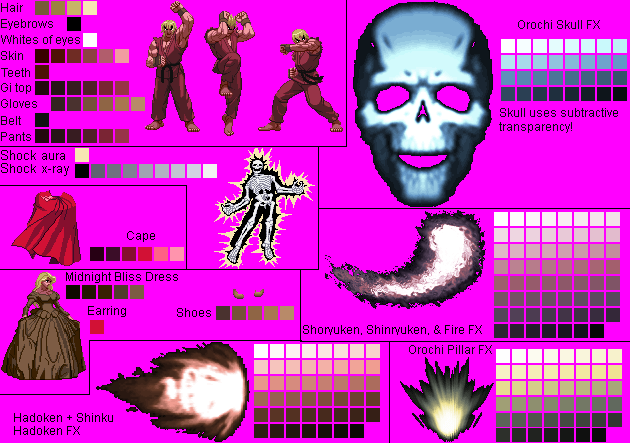 Hair
Eyebrows
Whites of eyes
Skin
Teeth
Gi top
Gloves
Belt
Pants
Orochi Skull FX
Skull uses subtractive
transparency!
Shock aura
Shock x-ray
Cape
Midnight Bliss Dress
Earring
Shoes
Shoryuken, Shinryuken, & Fire FX
Orochi Pillar FX
Hadoken + Shinku
Hadoken FX